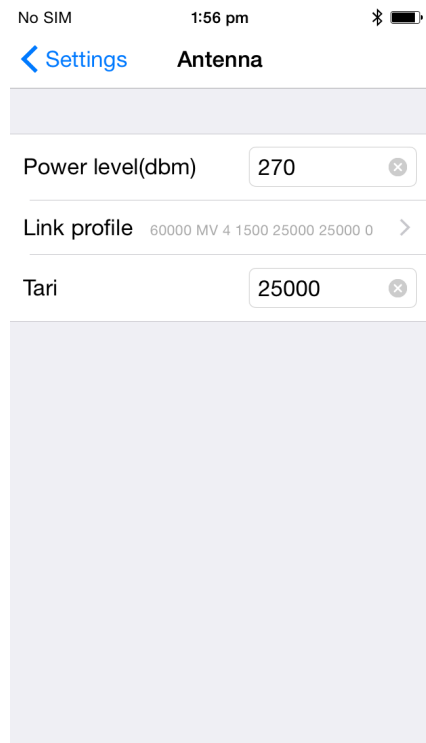 No SIM 1:56 pm
Settings Antenna
Power level(dbm) 270
Link profile 60000 MV 4 1500 25000 25000 0
Tari 25000